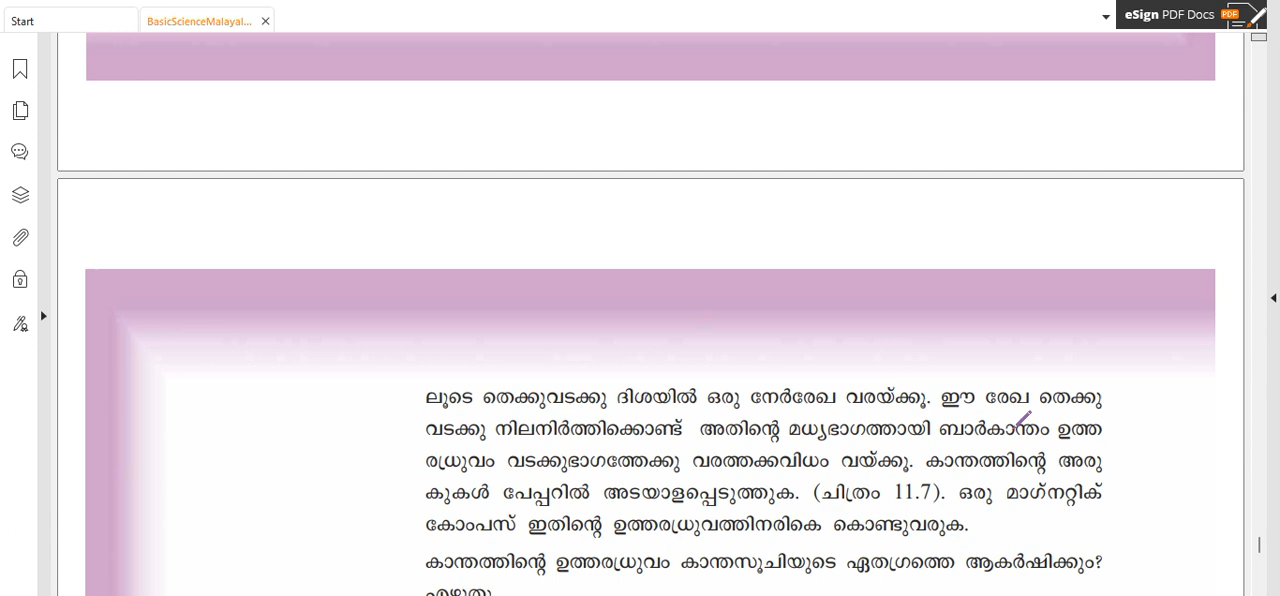 Start
BasicScienceMalayal...
eSign PDF Docs
PDF
ലൂടെ തെക്കുവടക്കു ദിശയിൽ ഒരു നേർരേഖ വരയ്ക്കൂ. ഈ രേഖ തെക്കു
വടക്കു നിലനിർത്തിക്കൊണ്ട് അതിന്റെ മധ്യഭാഗത്തായി ബാർകാന്തം ഉത്ത
രധ്രുവം വടക്കുഭാഗത്തേക്കു വരത്തക്കവിധം വയ്ക്കൂ. കാന്തത്തിന്റെ അരു
കുകൾ പേപ്പറിൽ അടയാളപ്പെടുത്തുക. (ചിത്രം 11.7). ഒരു മാഗ്നറ്റിക്
കോംപസ് ഇതിന്റെ ഉത്തരധ്രുവത്തിനരികെ കൊണ്ടുവരുക.
കാന്തത്തിന്റെ ഉത്തരധ്രുവം കാന്തസൂചിയുടെ ഏതഗ്രത്തെ ആകർഷിക്കും?
എഴുതൂ